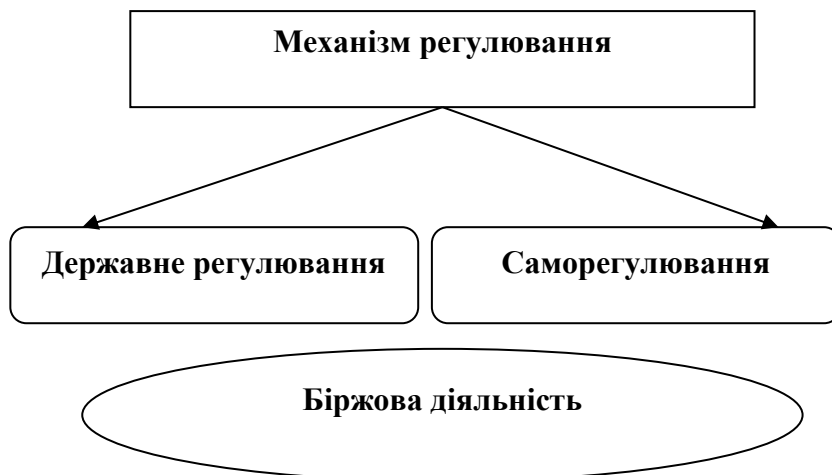 Механізм регулювання
Державне регулювання
Саморегулювання
Біржова діяльність